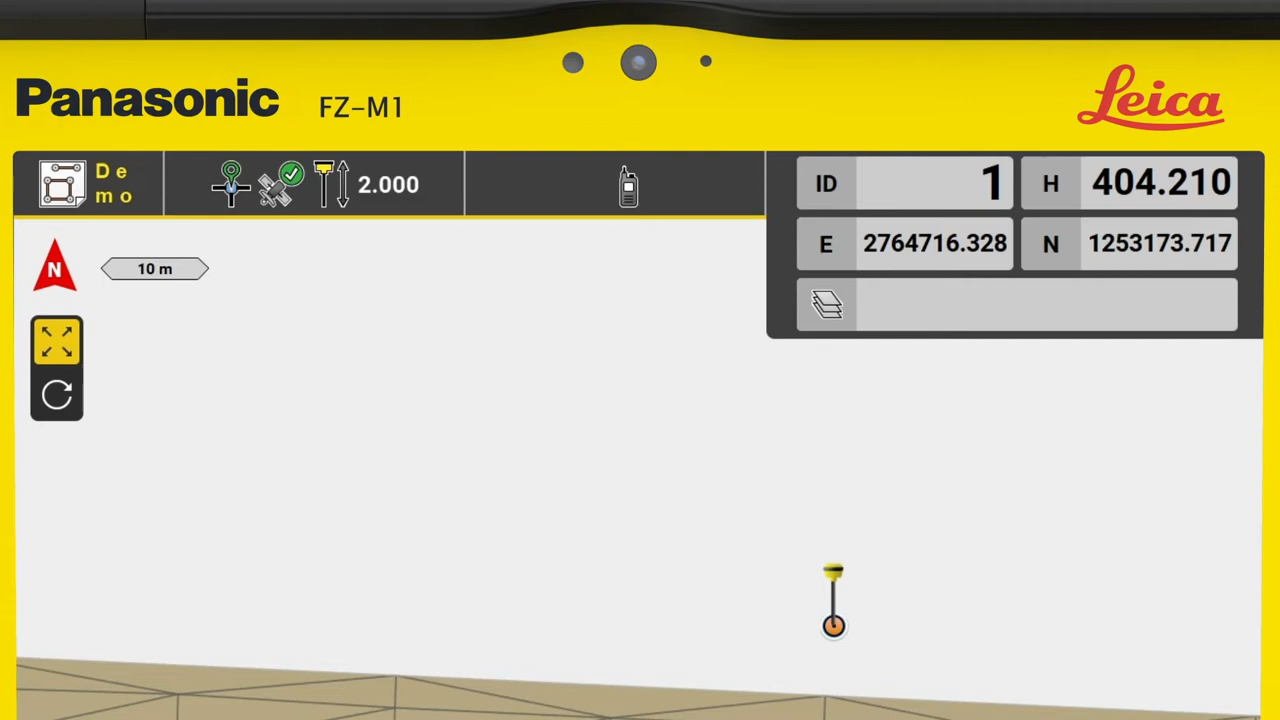 Panasonic FZ-M1 Leica
De
mo
2.000
ID 1 H 404.210
E 2764716.328 N 1253173.717
N 10 m